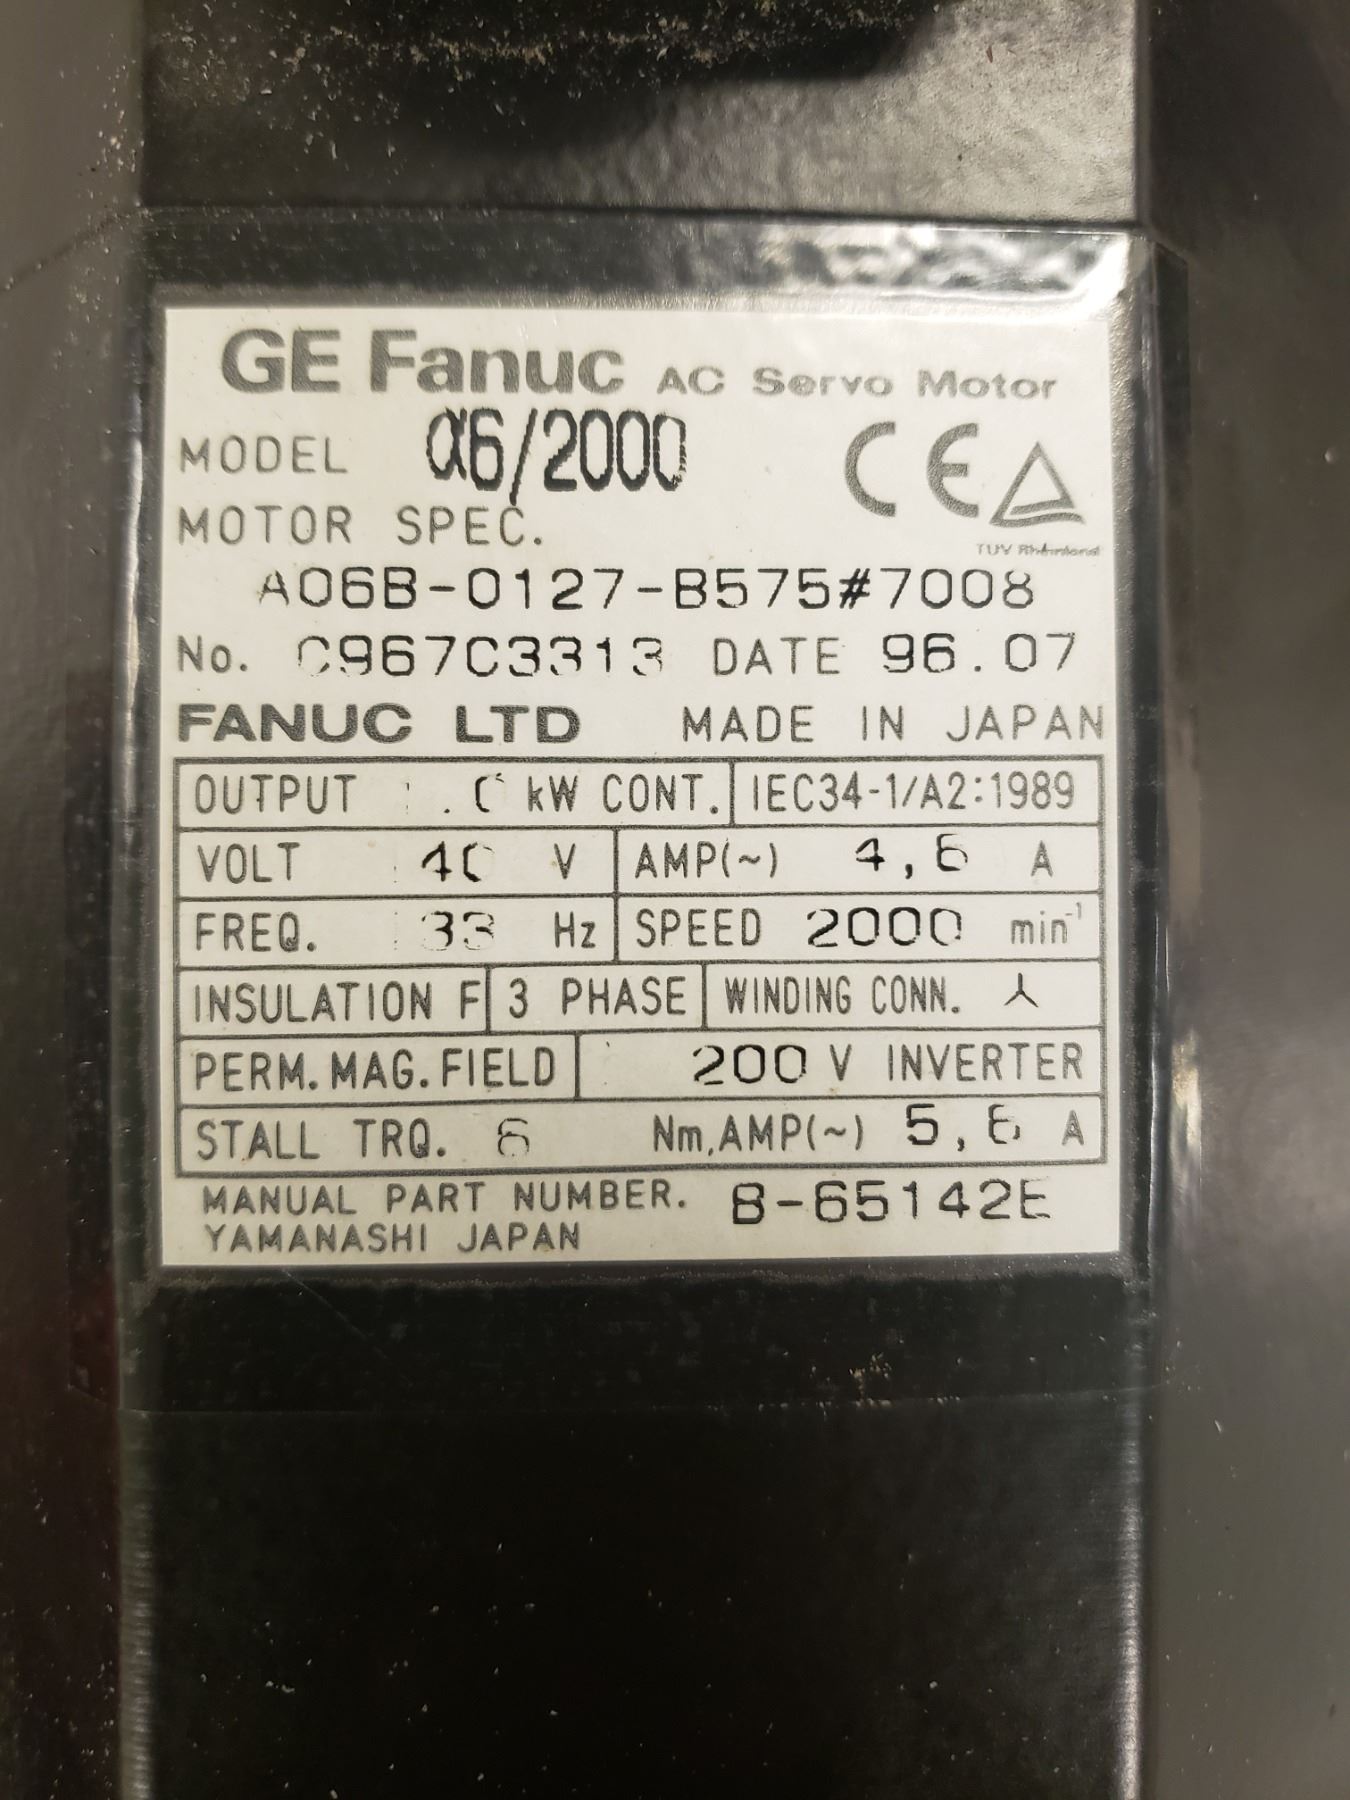 GE Fanuc AC Servo Motor
MODEL α6/2000 CE
TUV Rheinland
MOTOR SPEC.
A06B-0127-B575#7008
No. C967C3313 DATE 96.07
FANUC LTD MADE IN JAPAN
OUTPUT kW CONT. IEC34-1/A2:1989
VOLT V AMP(~) 4,6 A
FREQ. Hz SPEED 2000 min⁻¹
INSULATION F 3 PHASE WINDING CONN.
PERM.MAG.FIELD 200 V INVERTER
STALL TRQ. 6 Nm,AMP(~) 5,6 A
MANUAL PART NUMBER. B-65142E
YAMANASHI JAPAN